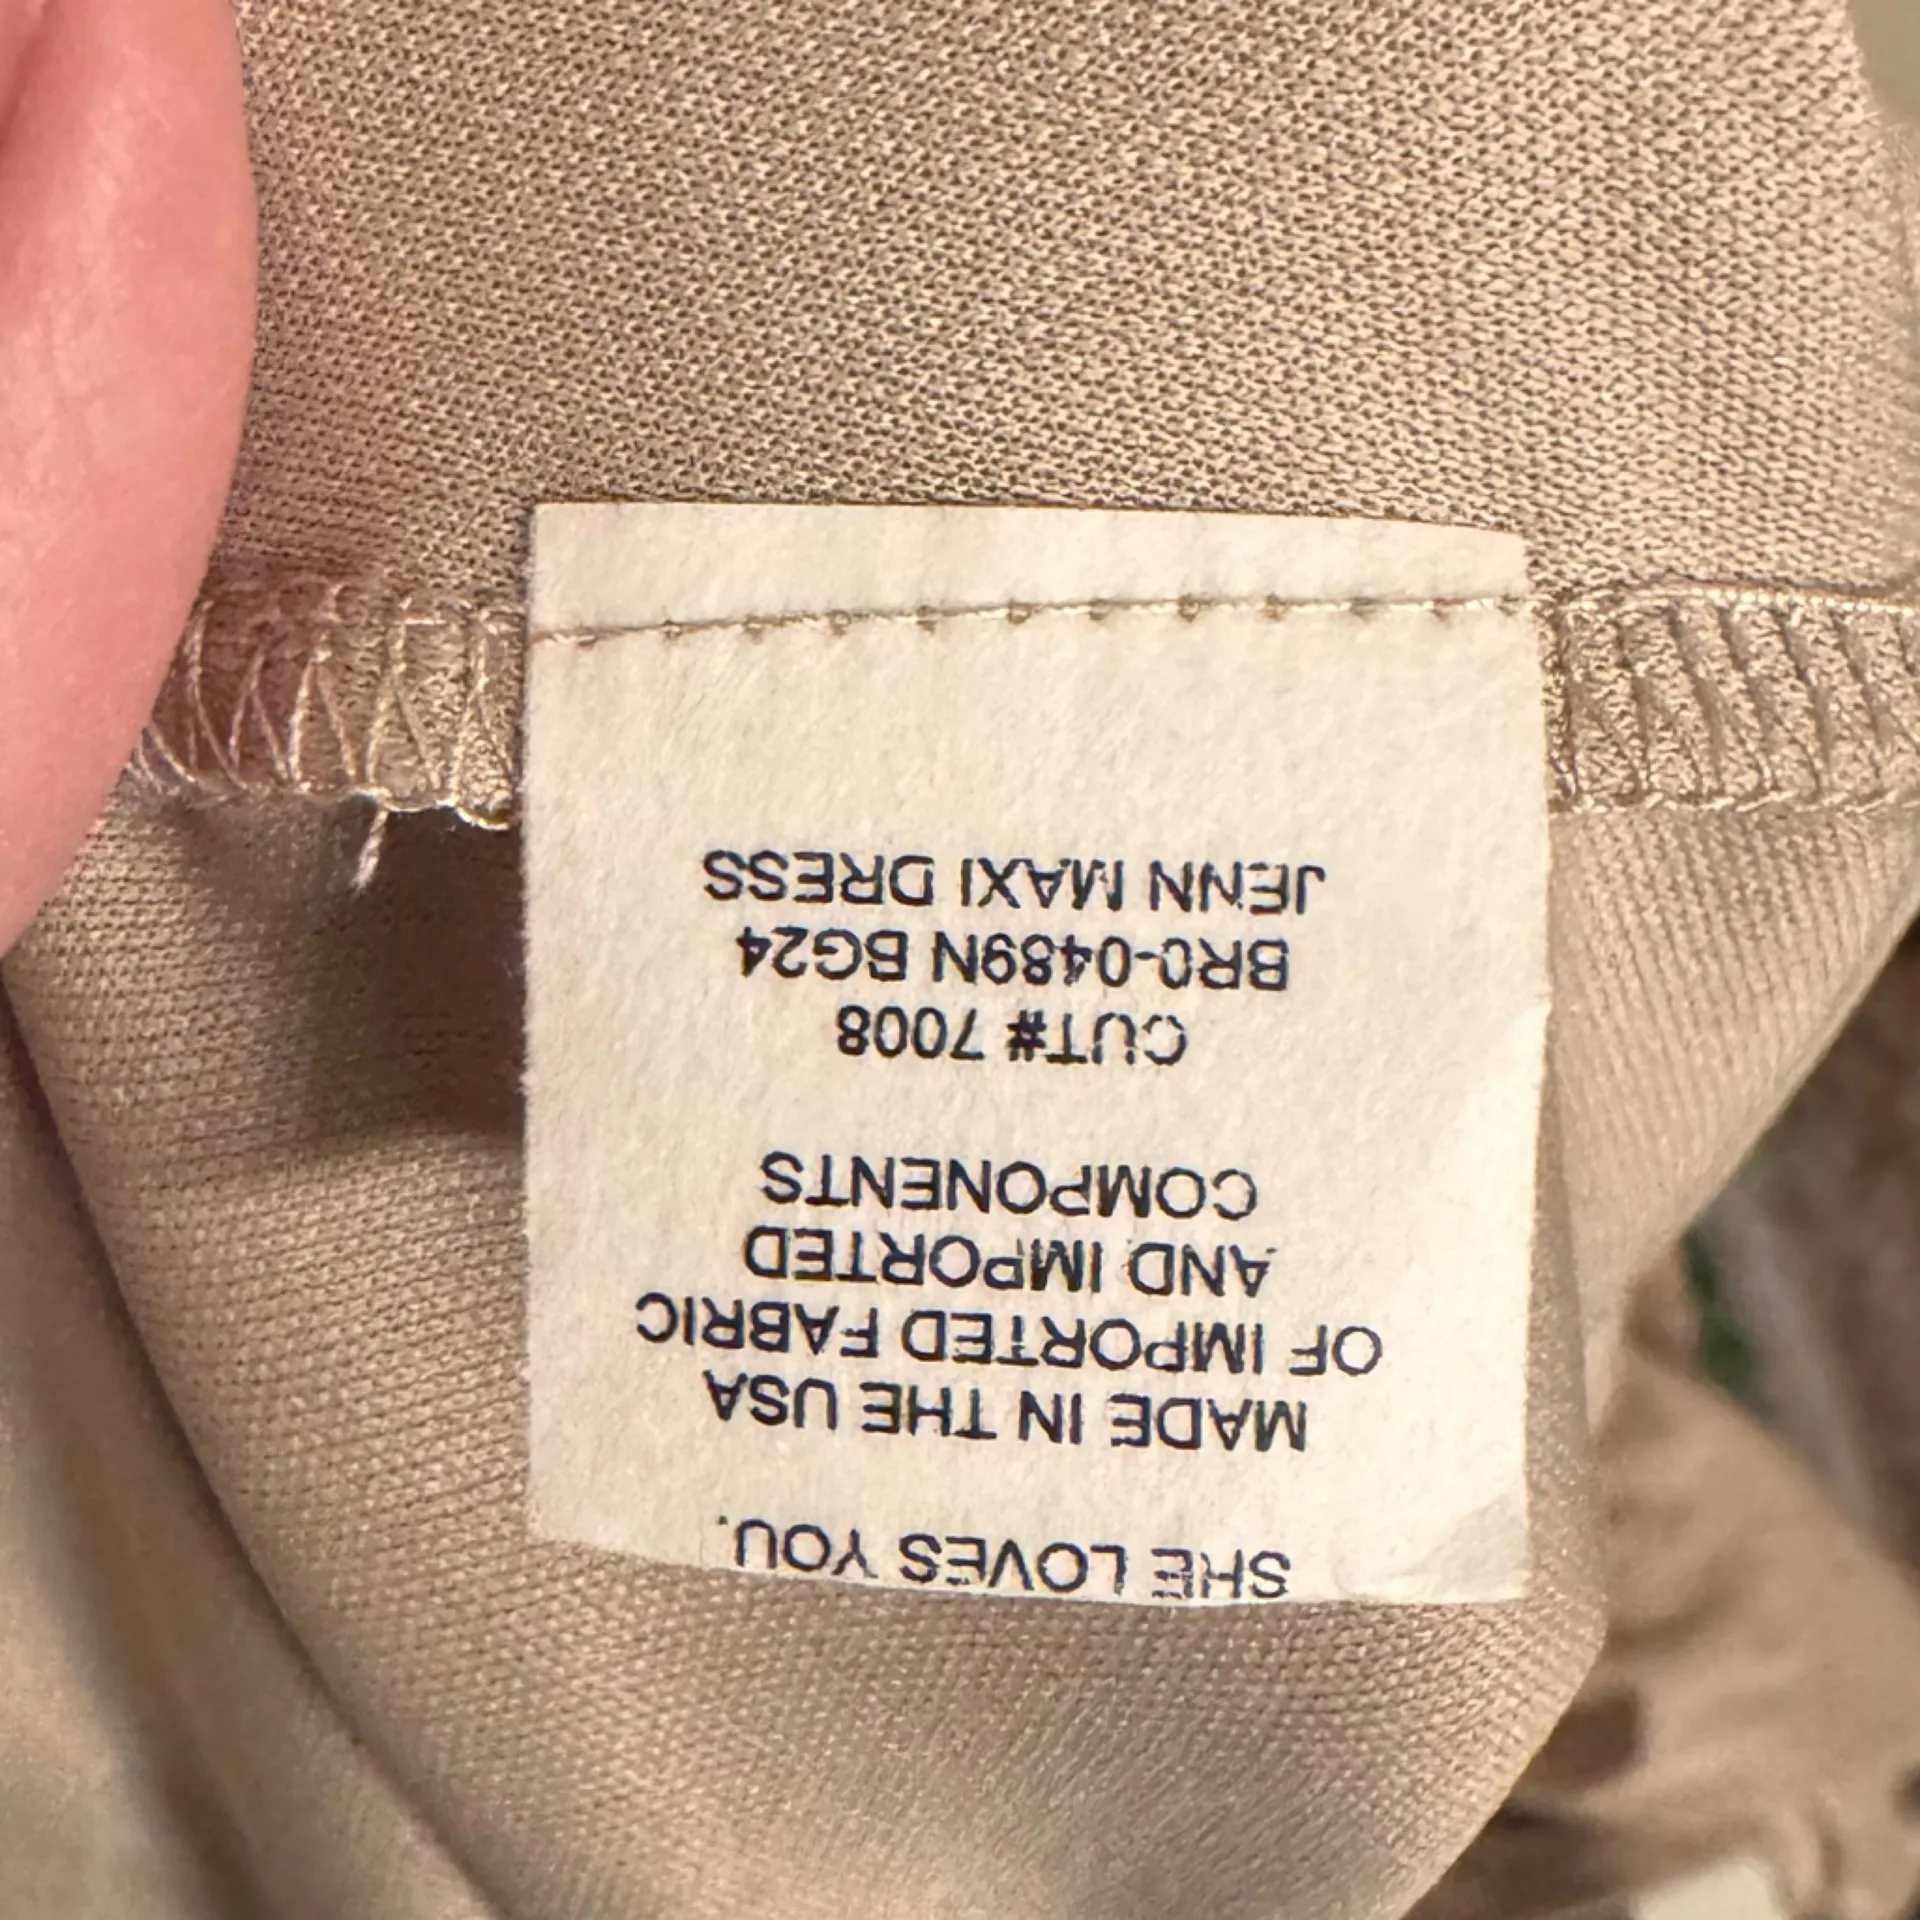 SHE LOVES YOU.
MADE IN THE USA
OF IMPORTED FABRIC
AND IMPORTED
COMPONENTS
CUT# 7008
BR0-0489N BG24
JENN MAXI DRESS